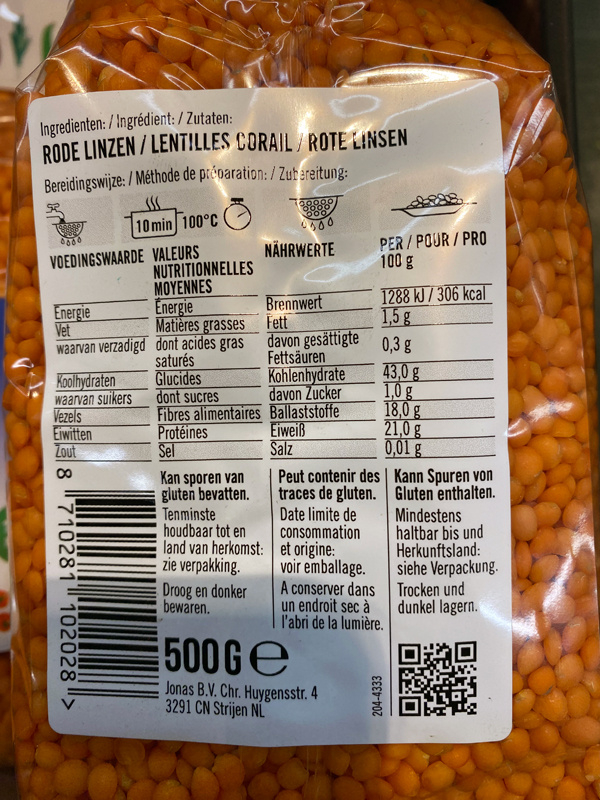 Ingredienten: / Ingrédient: / Zutaten:
RODE LINZEN / LENTILLES CORAIL / ROTE LINSEN
Bereidingswijze: / Méthode de préparation: / Zubereitung:
10 min 100°C
VOEDINGSWAARDE VALEURS NUTRITIONNELLES MOYENNES NÄHRWERTE PER / POUR / PRO 100 g
Energie Énergie Brennwert 1288 kJ / 306 kcal
Vet Matières grasses Fett 1,5 g
waarvan verzadigd dont acides gras saturés davon gesättigte Fettsäuren 0,3 g
Koolhydraten Glucides Kohlenhydrate 43,0 g
waarvan suikers dont sucres davon Zucker 1,0 g
Vezels Fibres alimentaires Ballaststoffe 18,0 g
Eiwitten Protéines Eiweiß 21,0 g
Zout Sel Salz 0,01 g
Kan sporen van
gluten bevatten.
Tenminste
houdbaar tot en
land van herkomst:
zie verpakking.
Droog en donker
bewaren.
Peut contenir des
traces de gluten.
Date limite de
consommation
et origine:
voir emballage.
A conserver dans
un endroit sec à
l'abri de la lumière.
Kann Spuren von
Gluten enthalten.
Mindestens
haltbar bis und
Herkunftsland:
siehe Verpackung.
Trocken und
dunkel lagern.
8 710281 102028 >
500 G e
Jonas B.V. Chr. Huygensstr. 4
3291 CN Strijen NL
204-4333